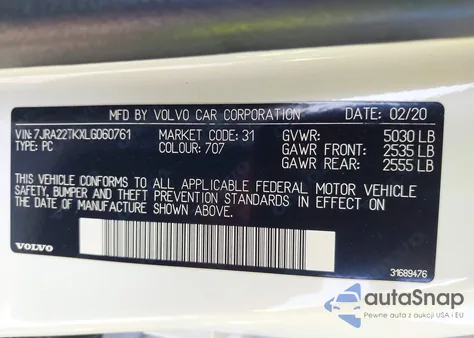 MFD BY VOLVO CAR CORPORATION DATE: 02/20
VIN: 7JRA22TKXLG060761 MARKET CODE: 31 GVWR: 5030 LB
TYPE: PC COLOUR: 707 GAWR FRONT: 2535 LB
GAWR REAR: 2555 LB
THIS VEHICLE CONFORMS TO ALL APPLICABLE FEDERAL MOTOR VEHICLE
SAFETY, BUMPER AND THEFT PREVENTION STANDARDS IN EFFECT ON
THE DATE OF MANUFACTURE SHOWN ABOVE.
VOLVO 31689476
autoSnap
Pewne auta z aukcji USA i EU